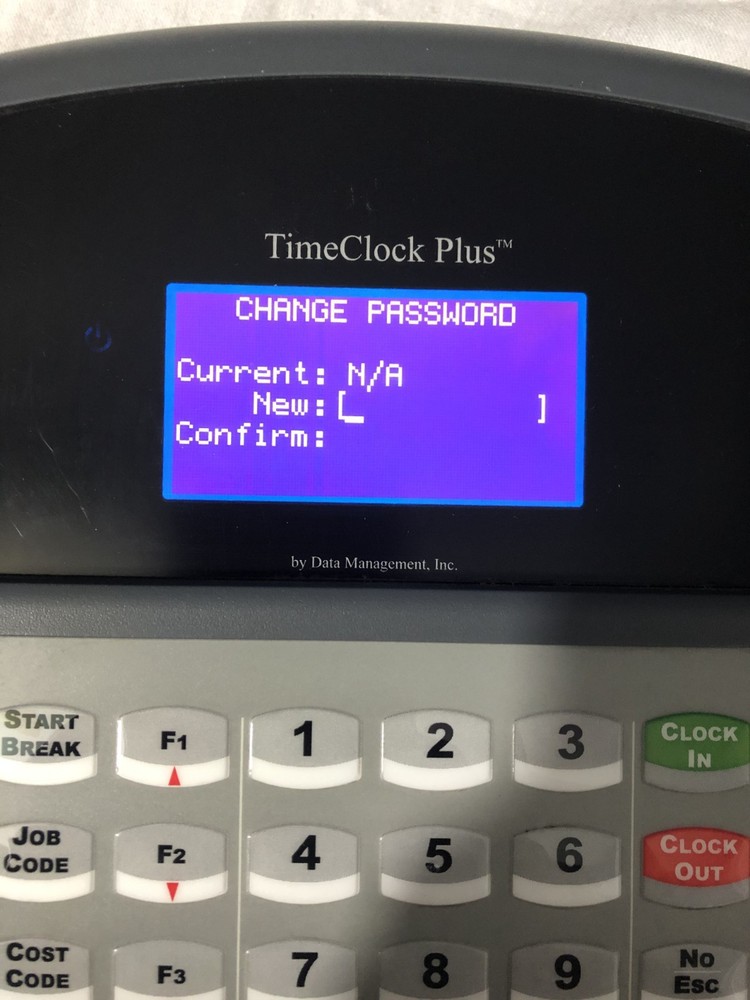 TimeClock Plus™
CHANGE PASSWORD
Current: N/A
New:[_ ]
Confirm:
by Data Management, Inc.
START
BREAK
F1
1
2
3
CLOCK
IN
JOB
CODE
F2
4
5
6
CLOCK
OUT
COST
CODE
F3
7
8
9
NO
ESC